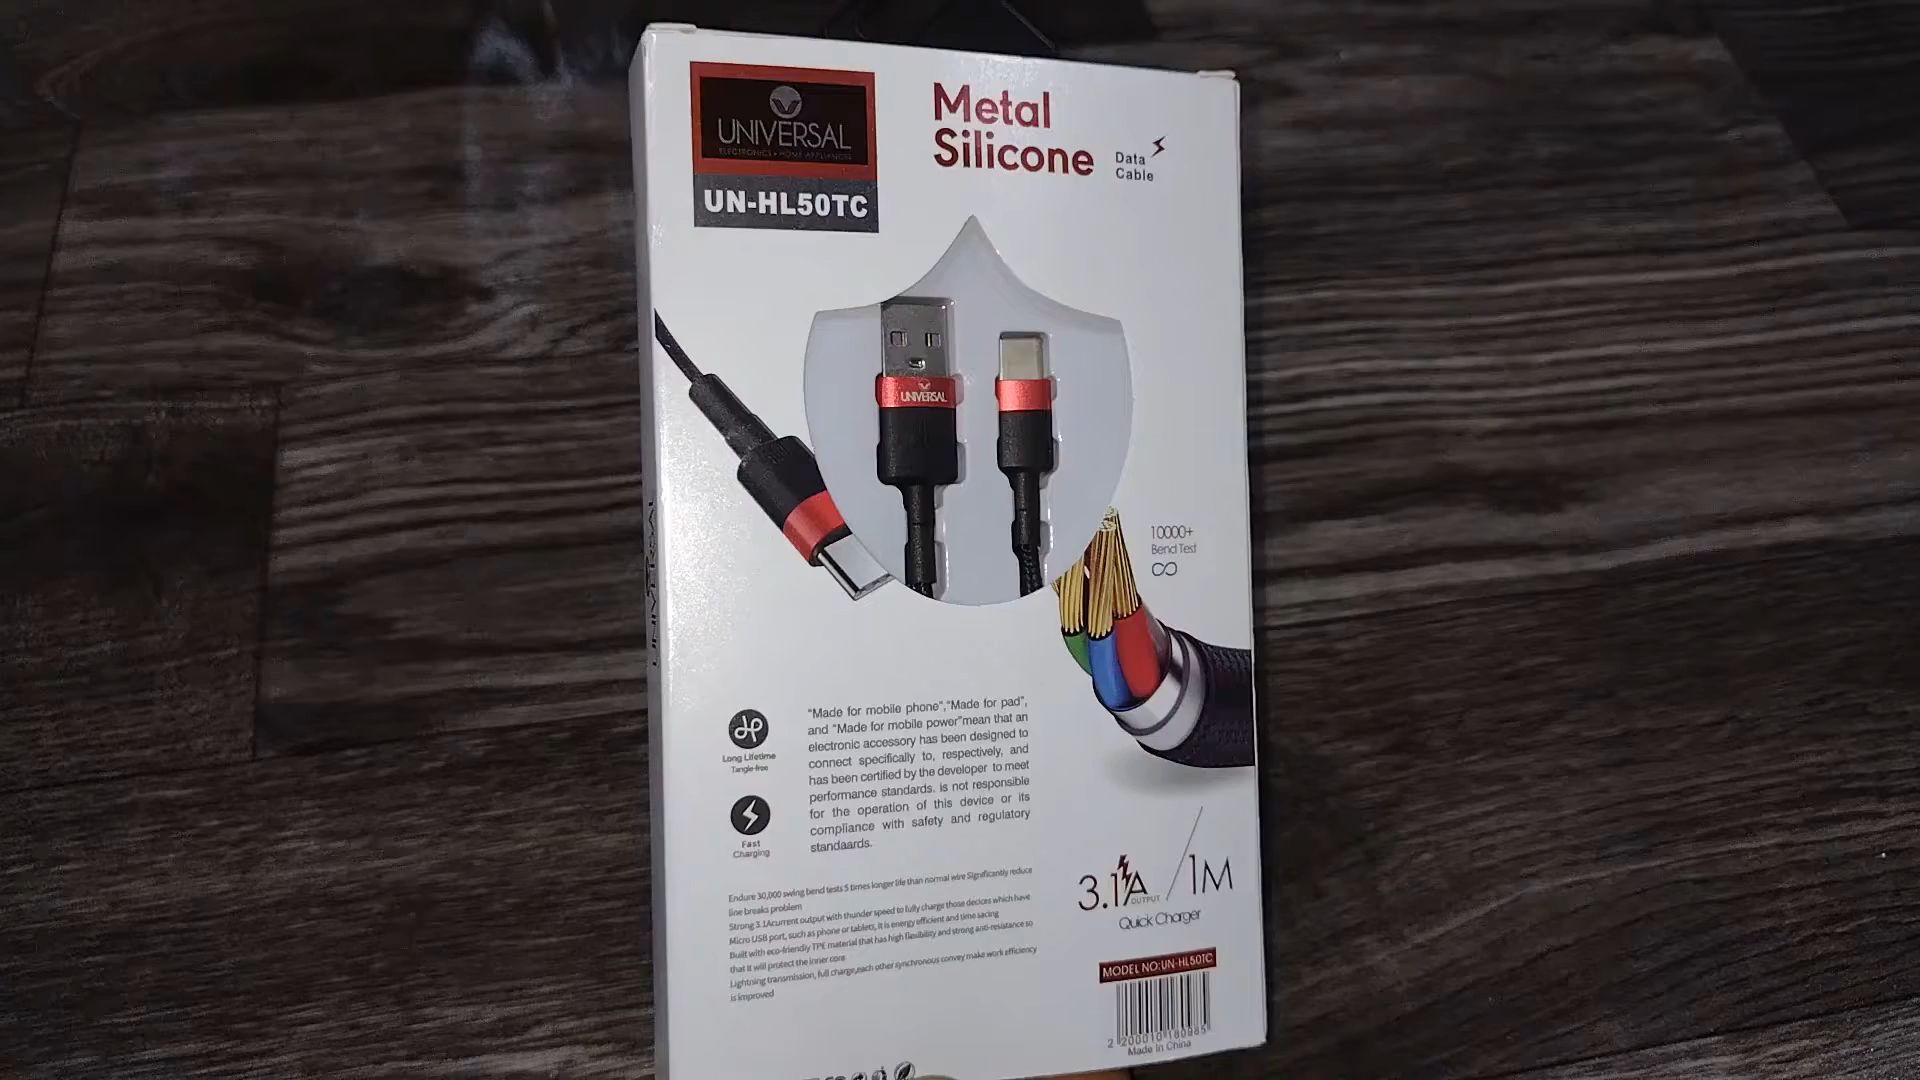 UNIVERSAL
ELECTRONICS • HOME APPLIANCES
UN-HL50TC
Metal
Silicone
Data
Cable
UNIVERSAL
10000+
Bend Test
UNIVERSAL
"Made for mobile phone","Made for pad",
and "Made for mobile power"mean that an
electronic accessory has been designed to
connect specifically to, respectively, and
has been certified by the developer to meet
performance standards. is not responsible
for the operation of this device or its
compliance with safety and regulatory
standaards.
Long Lifetime
Tangle-free
Fast
Charging
Endure 30,000 swing bend tests 5 times longer life than normal wire Significantly reduce
line breaks problem
Strong 3.1Acurrent output with thunder speed to fully charge those decices which have
Micro USB port, such as phone or tablets, it is energy efficient and time sacing
Built with eco-friendly TPE material that has high flexibility and strong anti-resistance so
that it will protect the inner core
Lightning transmission, full charge,each other synchronous convey make work efficiency
is improved
3.1A
OUTPUT
1M
Quick Charger
MODEL NO:UN-HL50TC
2 200010 180985
Made In China